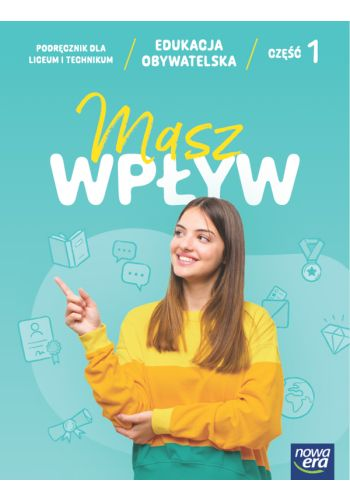 PODRĘCZNIK DLA
LICEUM I TECHNIKUM
EDUKACJA
OBYWATELSKA
CZĘŚĆ 1
Masz
WPŁYW
nowa
era